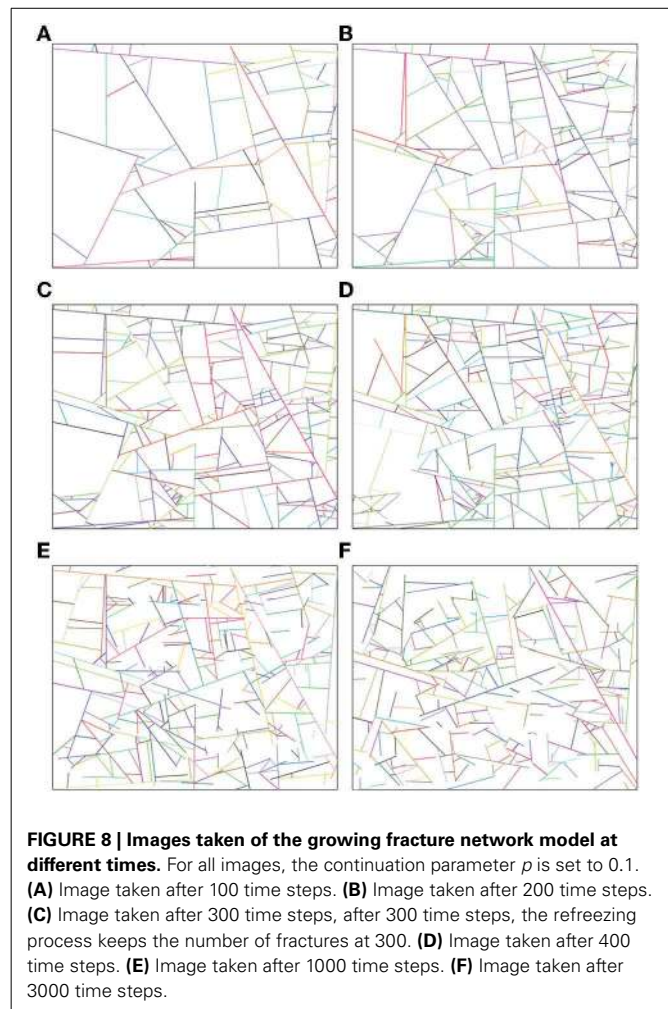 A
B
C
D
E
F
FIGURE 8 | Images taken of the growing fracture network model at
different times. For all images, the continuation parameter p is set to 0.1.
(A) Image taken after 100 time steps. (B) Image taken after 200 time steps.
(C) Image taken after 300 time steps, after 300 time steps, the refreezing
process keeps the number of fractures at 300. (D) Image taken after 400
time steps. (E) Image taken after 1000 time steps. (F) Image taken after
3000 time steps.